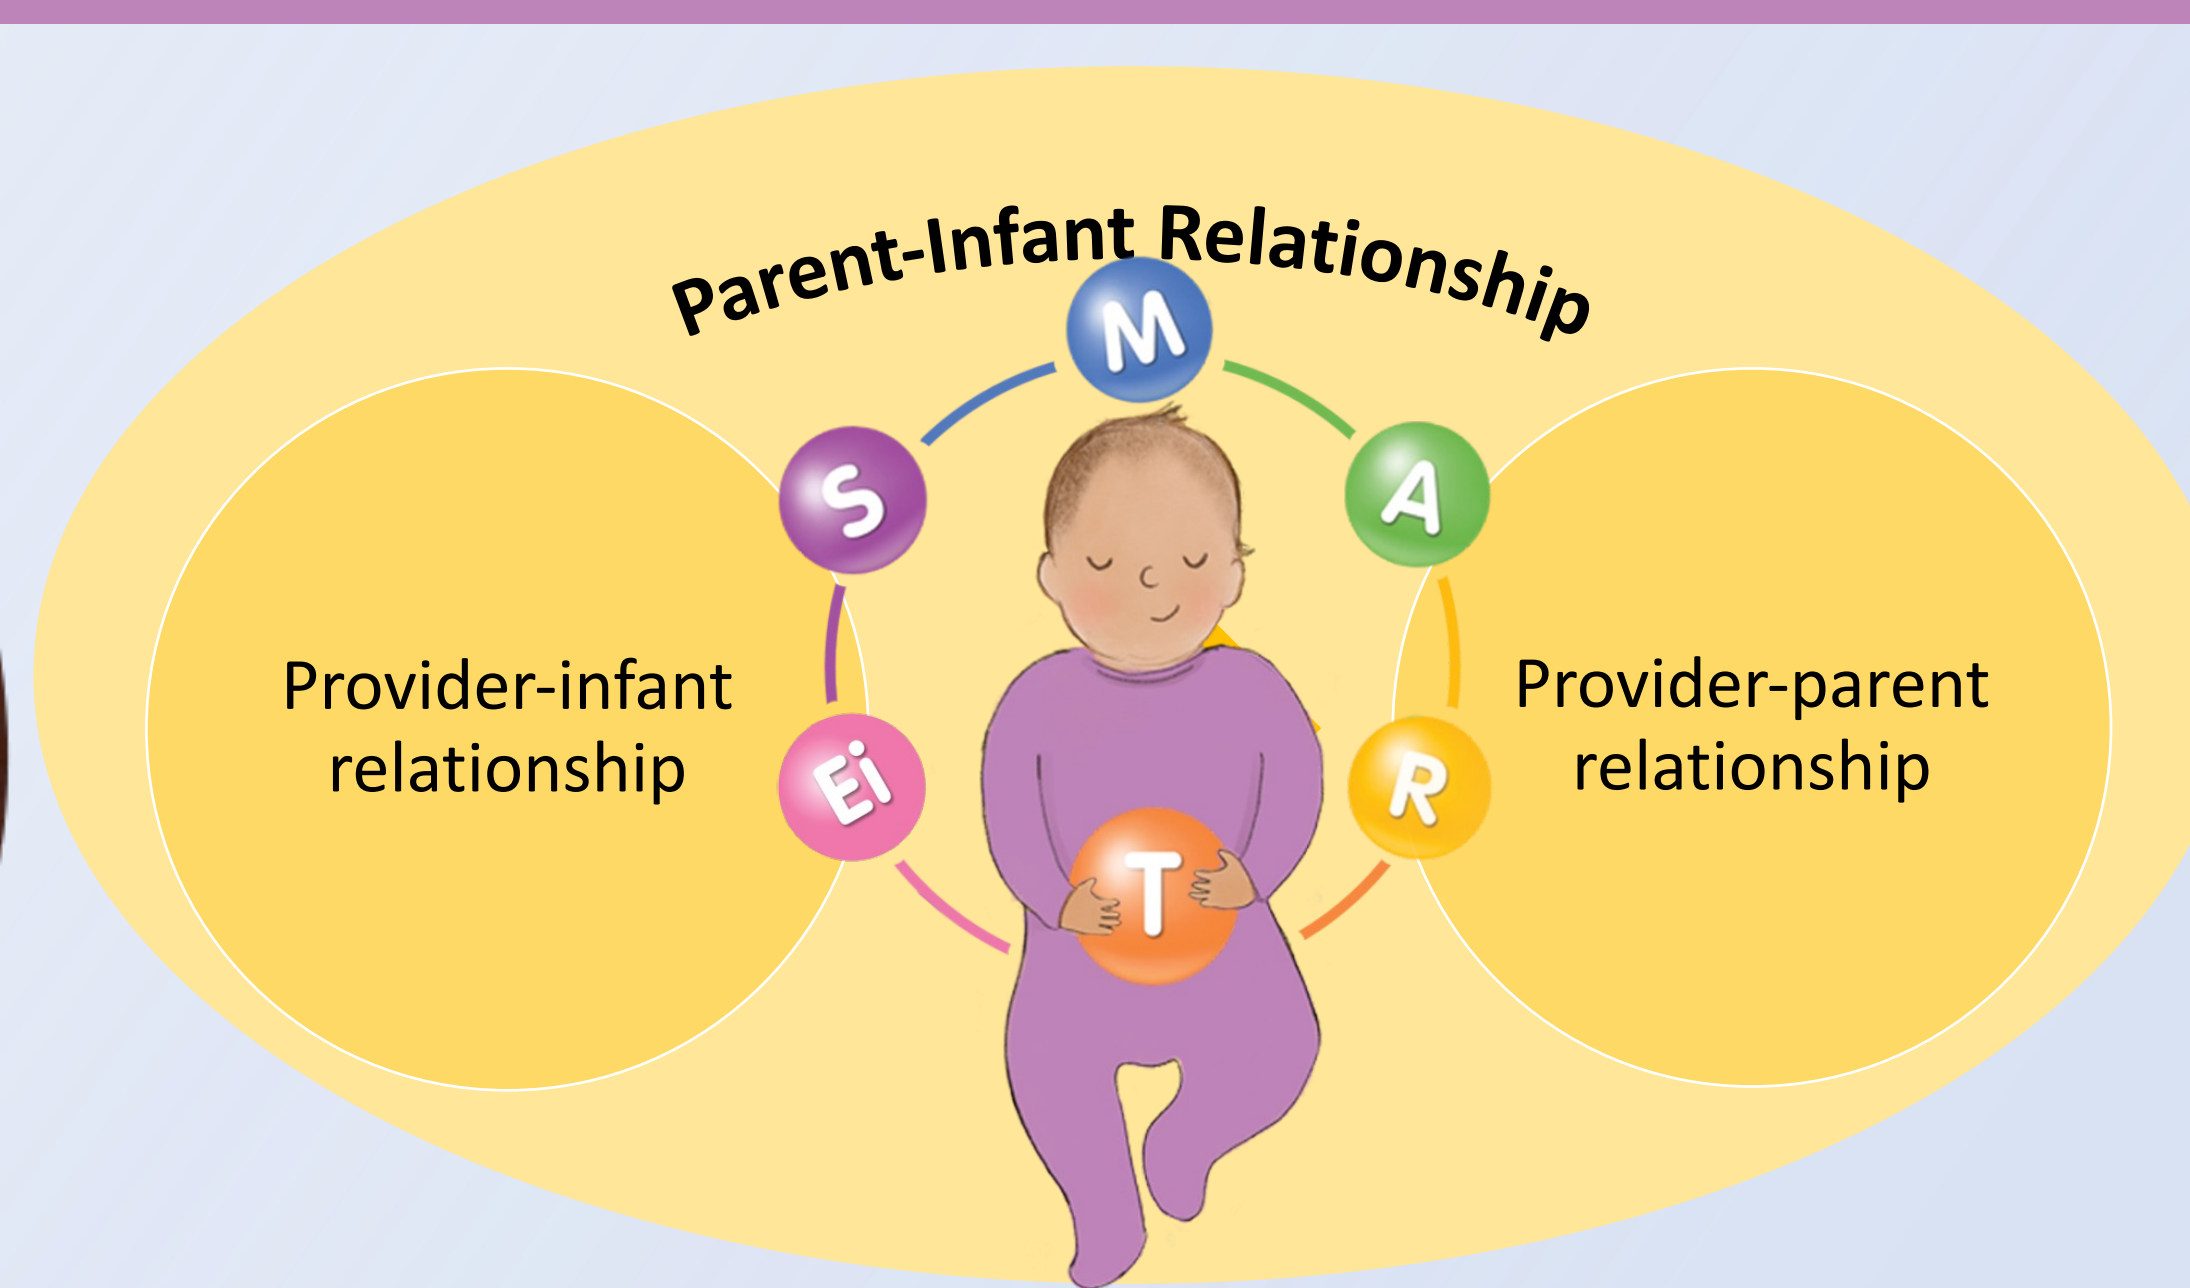 Parent-Infant Relationship
M
S
A
Provider-infant
relationship
Provider-parent
relationship
Ei
R
T